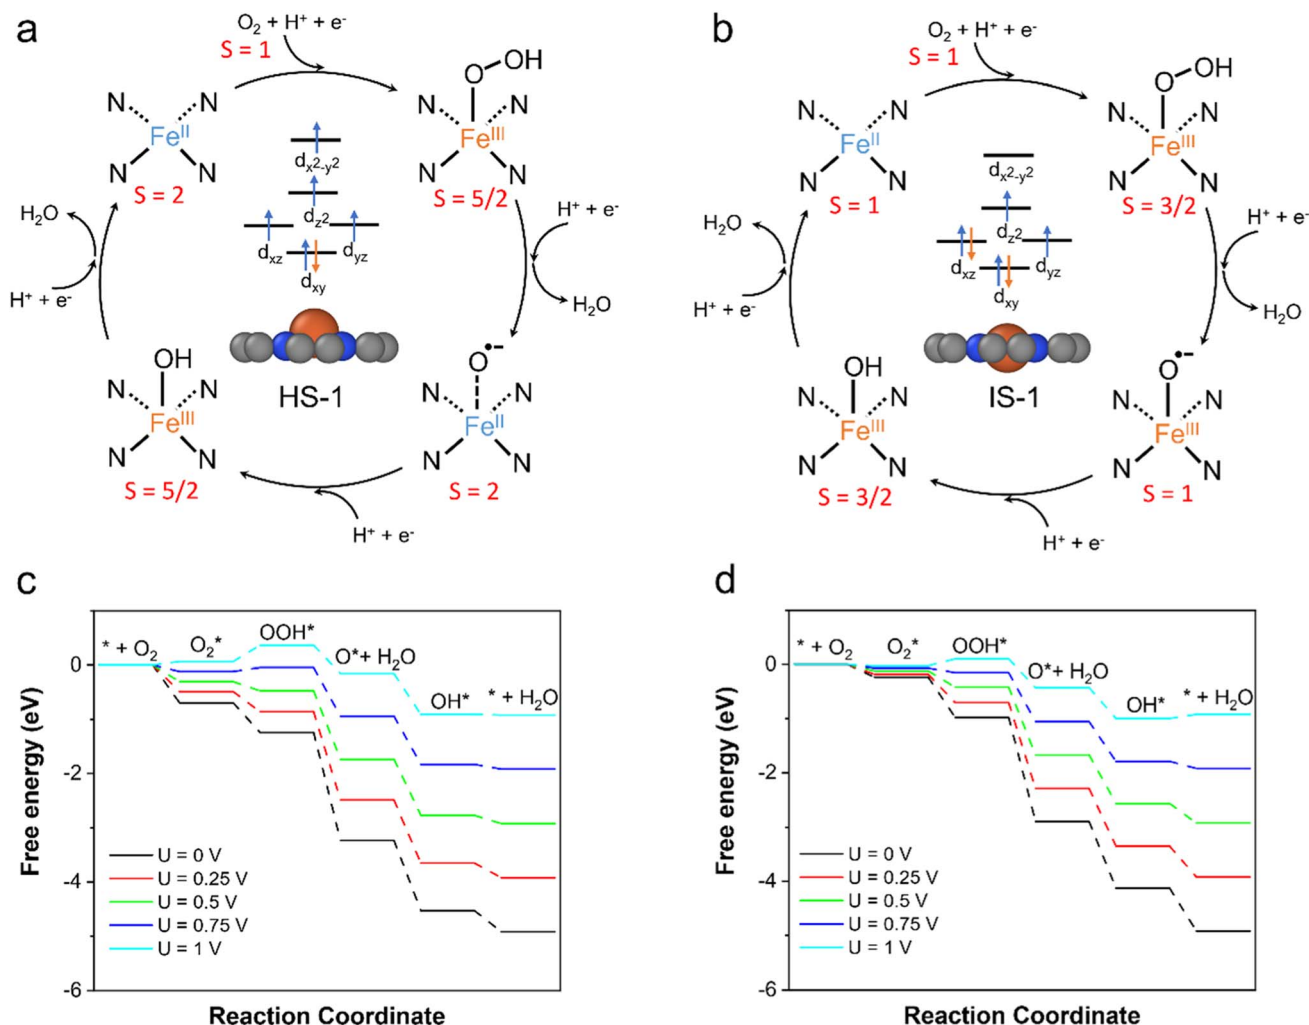 a
O2 + H+ + e-
S = 1
N N
FeII
N N
S = 2
O OH
N N
FeIII
N N
S = 5/2
dx2-y2
dz2
dxz dyz
dxy
HS-1
H2O
H+ + e-
H+ + e-
H2O
OH
N N
FeIII
N N
S = 5/2
O•−
N N
FeII
N N
S = 2
H+ + e-
b
O2 + H+ + e-
S = 1
N N
FeII
N N
S = 1
O OH
N N
FeIII
N N
S = 3/2
dx2-y2
dz2
dxz dyz
dxy
IS-1
H2O
H+ + e-
H+ + e-
H2O
OH
N N
FeIII
N N
S = 3/2
O•−
N N
FeIII
N N
S = 1
H+ + e-
c
Free energy (eV)
0
-2
-4
-6
* + O2
O2*
OOH*
O*+ H2O
OH*
* + H2O
U = 0 V
U = 0.25 V
U = 0.5 V
U = 0.75 V
U = 1 V
Reaction Coordinate
d
Free energy (eV)
0
-2
-4
-6
* + O2
O2*
OOH*
O*+ H2O
OH*
* + H2O
U = 0 V
U = 0.25 V
U = 0.5 V
U = 0.75 V
U = 1 V
Reaction Coordinate